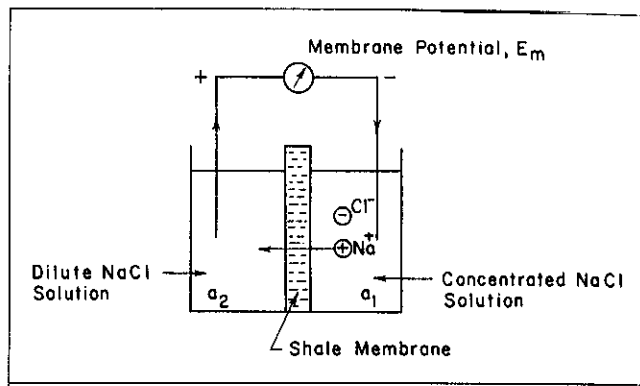 Membrane Potential, Em
+
−
Cl−
−
+
Na+
Dilute NaCl
Solution
a2
a1
Concentrated NaCl
Solution
Shale Membrane